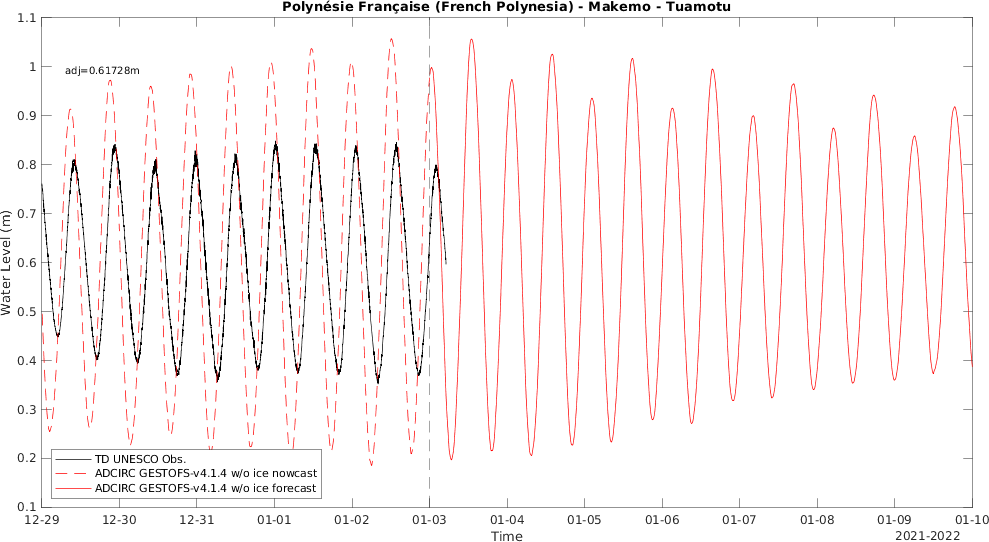 Polynésie Française (French Polynesia) - Makemo - Tuamotu
1.1
1
0.9
0.8
0.7
0.6
0.5
0.4
0.3
0.2
0.1
Water Level (m)
adj=0.61728m
TD UNESCO Obs.
ADCIRC GESTOFS-v4.1.4 w/o ice nowcast
ADCIRC GESTOFS-v4.1.4 w/o ice forecast
12-29 12-30 12-31 01-01 01-02 01-03 01-04 01-05 01-06 01-07 01-08 01-09 01-10
Time
2021-2022